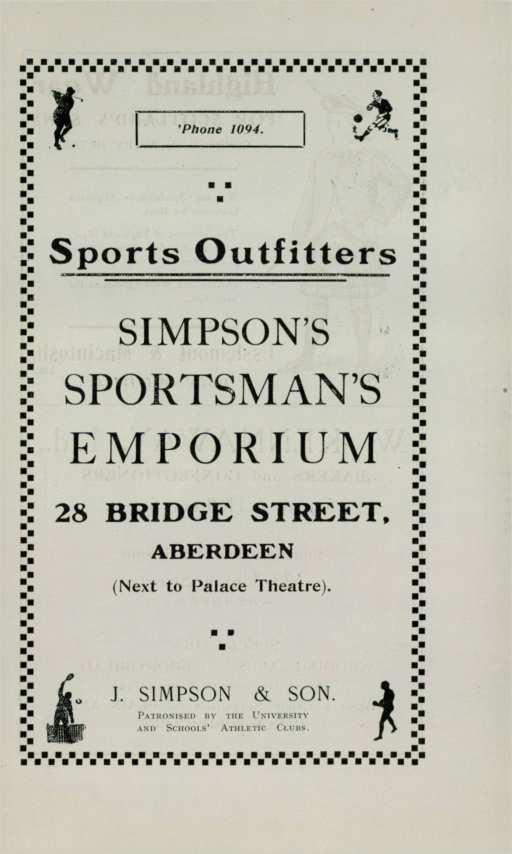 'Phone 1094.
Sports Outfitters
SIMPSON'S
SPORTSMAN'S
EMPORIUM
28 BRIDGE STREET,
ABERDEEN
(Next to Palace Theatre).
J. SIMPSON & SON.
PATRONISED BY THE UNIVERSITY
AND SCHOOLS' ATHLETIC CLUBS.